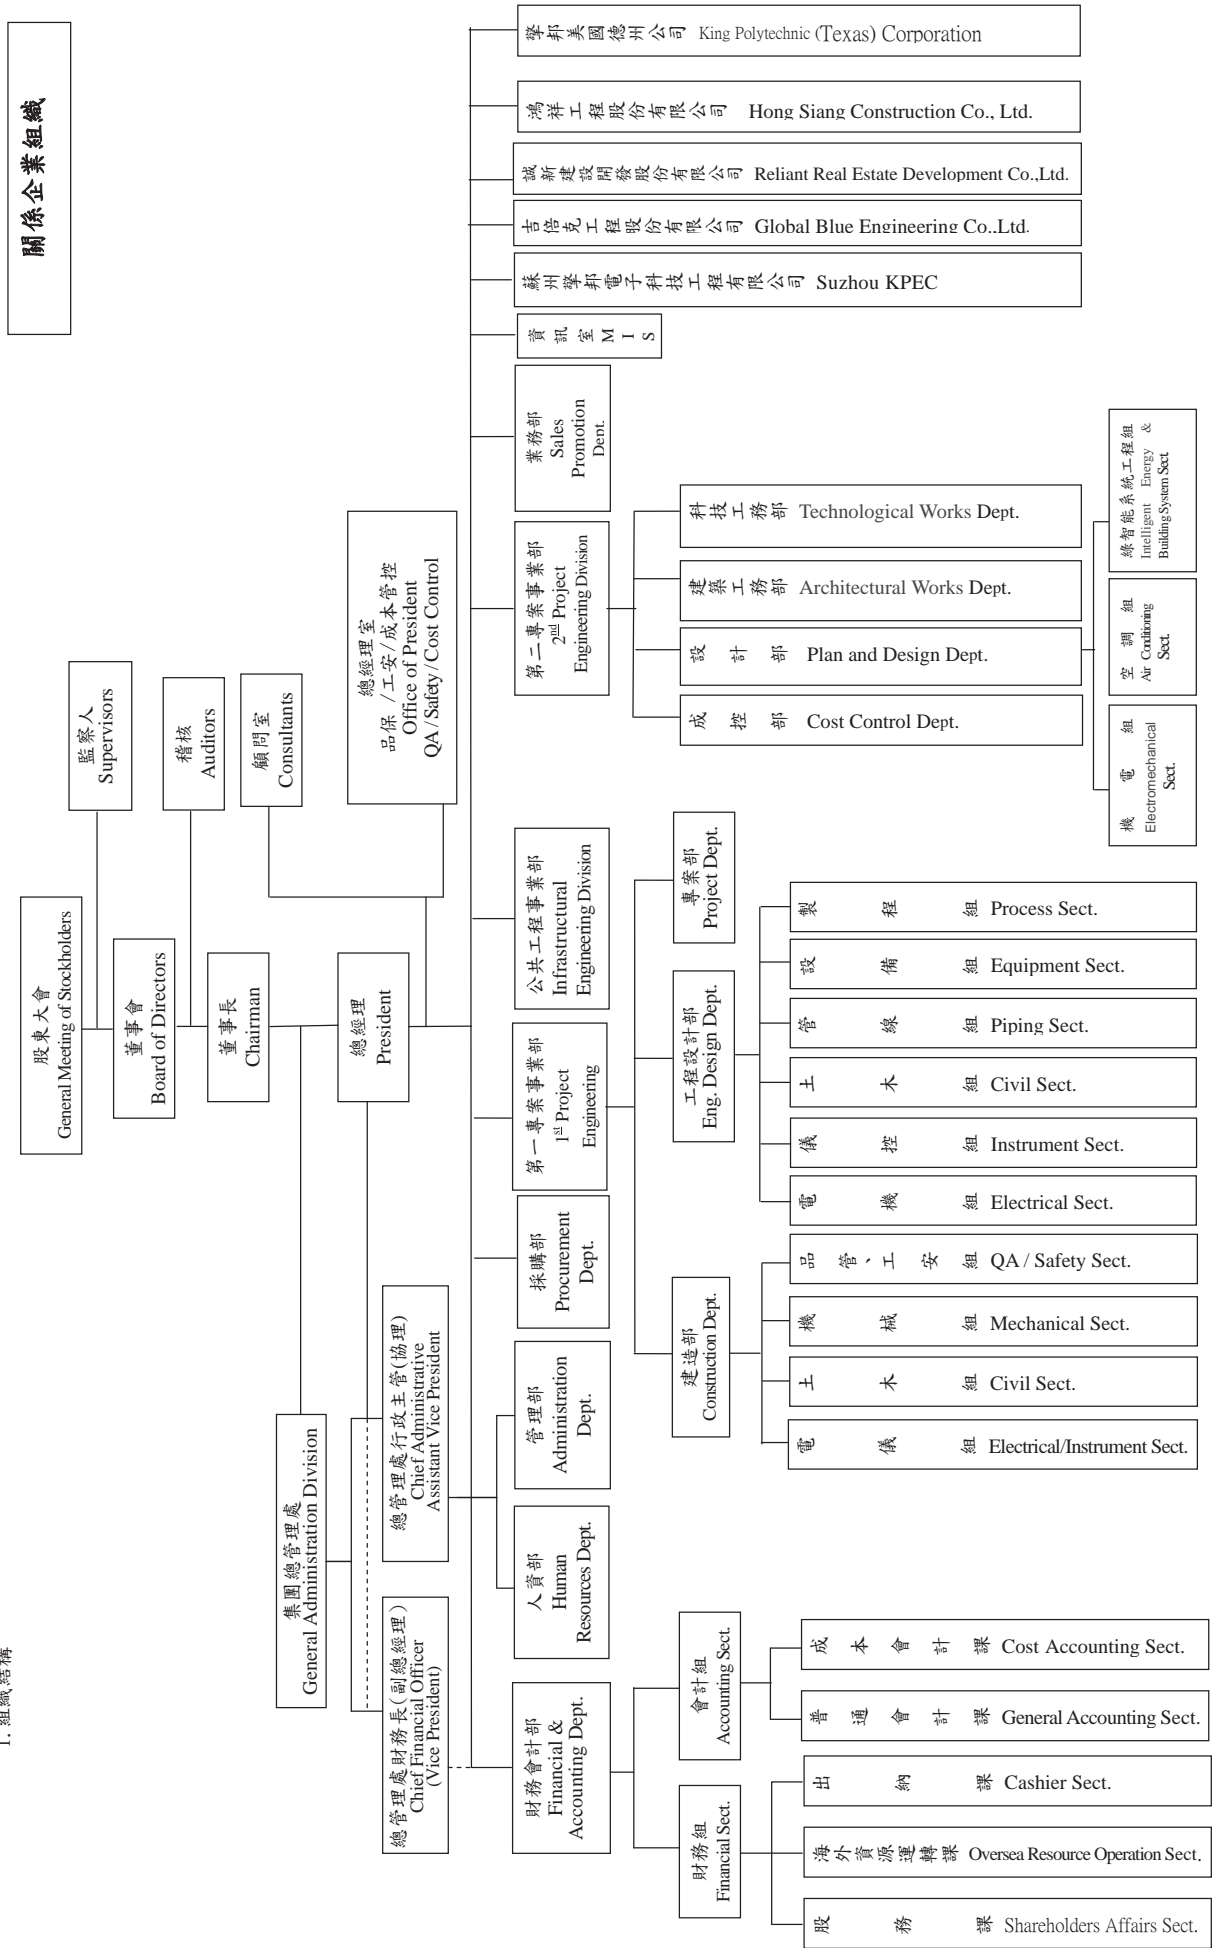 1. 組織結構
關係企業組織
股東大會
General Meeting of Stockholders
監察人
Supervisors
董事會
Board of Directors
稽核
Auditors
董事長
Chairman
顧問室
Consultants
集團總管理處
General Administration Division
總經理
President
總經理室
品保 /工安/成本管控
Office of President
QA/Safety/Cost Control
總管理處財務長(副總經理)
Chief Financial Officer
(Vice President)
總管理處行政主管(協理)
Chief Administrative
Assistant Vice President
財務會計部
Financial &
Accounting Dept.
人資部
Human
Resources Dept.
管理部
Administration
Dept.
採購部
Procurement
Dept.
第一專案事業部
1st Project
Engineering
公共工程事業部
Infrastructural
Engineering Division
第二專案事業部
2nd Project
Engineering Division
業務部
Sales
Promotion
Dept.
資訊室MIS
蘇州擎邦電子科技工程有限公司 Suzhou KPEC
吉倍克工程股份有限公司 Global Blue Engineering Co.,Ltd.
誠新建設開發股份有限公司 Reliant Real Estate Development Co.,Ltd.
鴻祥工程股份有限公司 Hong Siang Construction Co., Ltd.
擎邦美國德州公司 King Polytechnic (Texas) Corporation
財務組
Financial Sect.
會計組
Accounting Sect.
建造部
Construction Dept.
工程設計部
Eng. Design Dept.
專案部
Project Dept.
成控部 Cost Control Dept.
設計部 Plan and Design Dept.
建築工務部 Architectural Works Dept.
科技工務部 Technological Works Dept.
股務課 Shareholders Affairs Sect.
海外資源運轉課 Oversea Resource Operation Sect.
出納課 Cashier Sect.
普通會計課 General Accounting Sect.
成本會計課 Cost Accounting Sect.
電儀組 Electrical/Instrument Sect.
土木組 Civil Sect.
機械組 Mechanical Sect.
品管、工安組 QA / Safety Sect.
電機組 Electrical Sect.
儀控組 Instrument Sect.
土木組 Civil Sect.
管線組 Piping Sect.
設備組 Equipment Sect.
製程組 Process Sect.
機電組
Electromechanical
Sect.
空調組
Air Conditioning
Sect.
綠智能系統工程組
Intelligent Energy &
Building System Sect